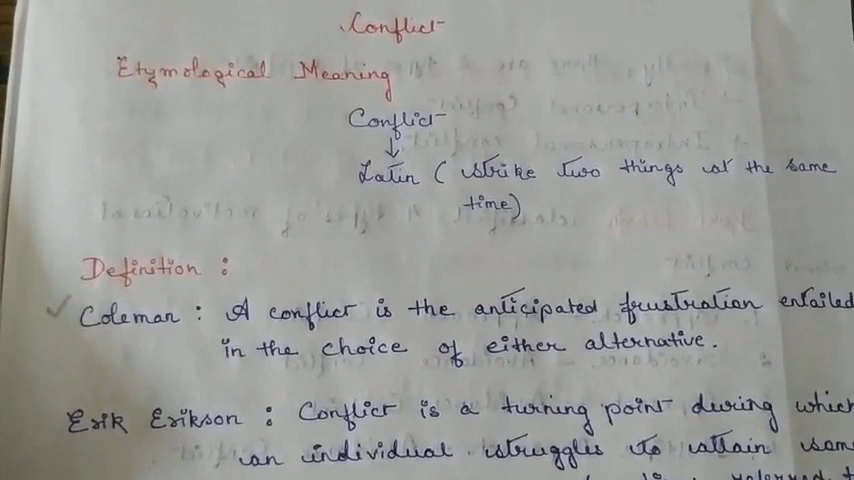 Conflict
Etymological Meaning
Conflict
↓
Latin ( strike two things at the same
time)
Definition :
Coleman : A conflict is the anticipated frustration entailed
in the choice of either alternative.
Erik Erikson : Conflict is a turning point during which
an individual struggles to attain some